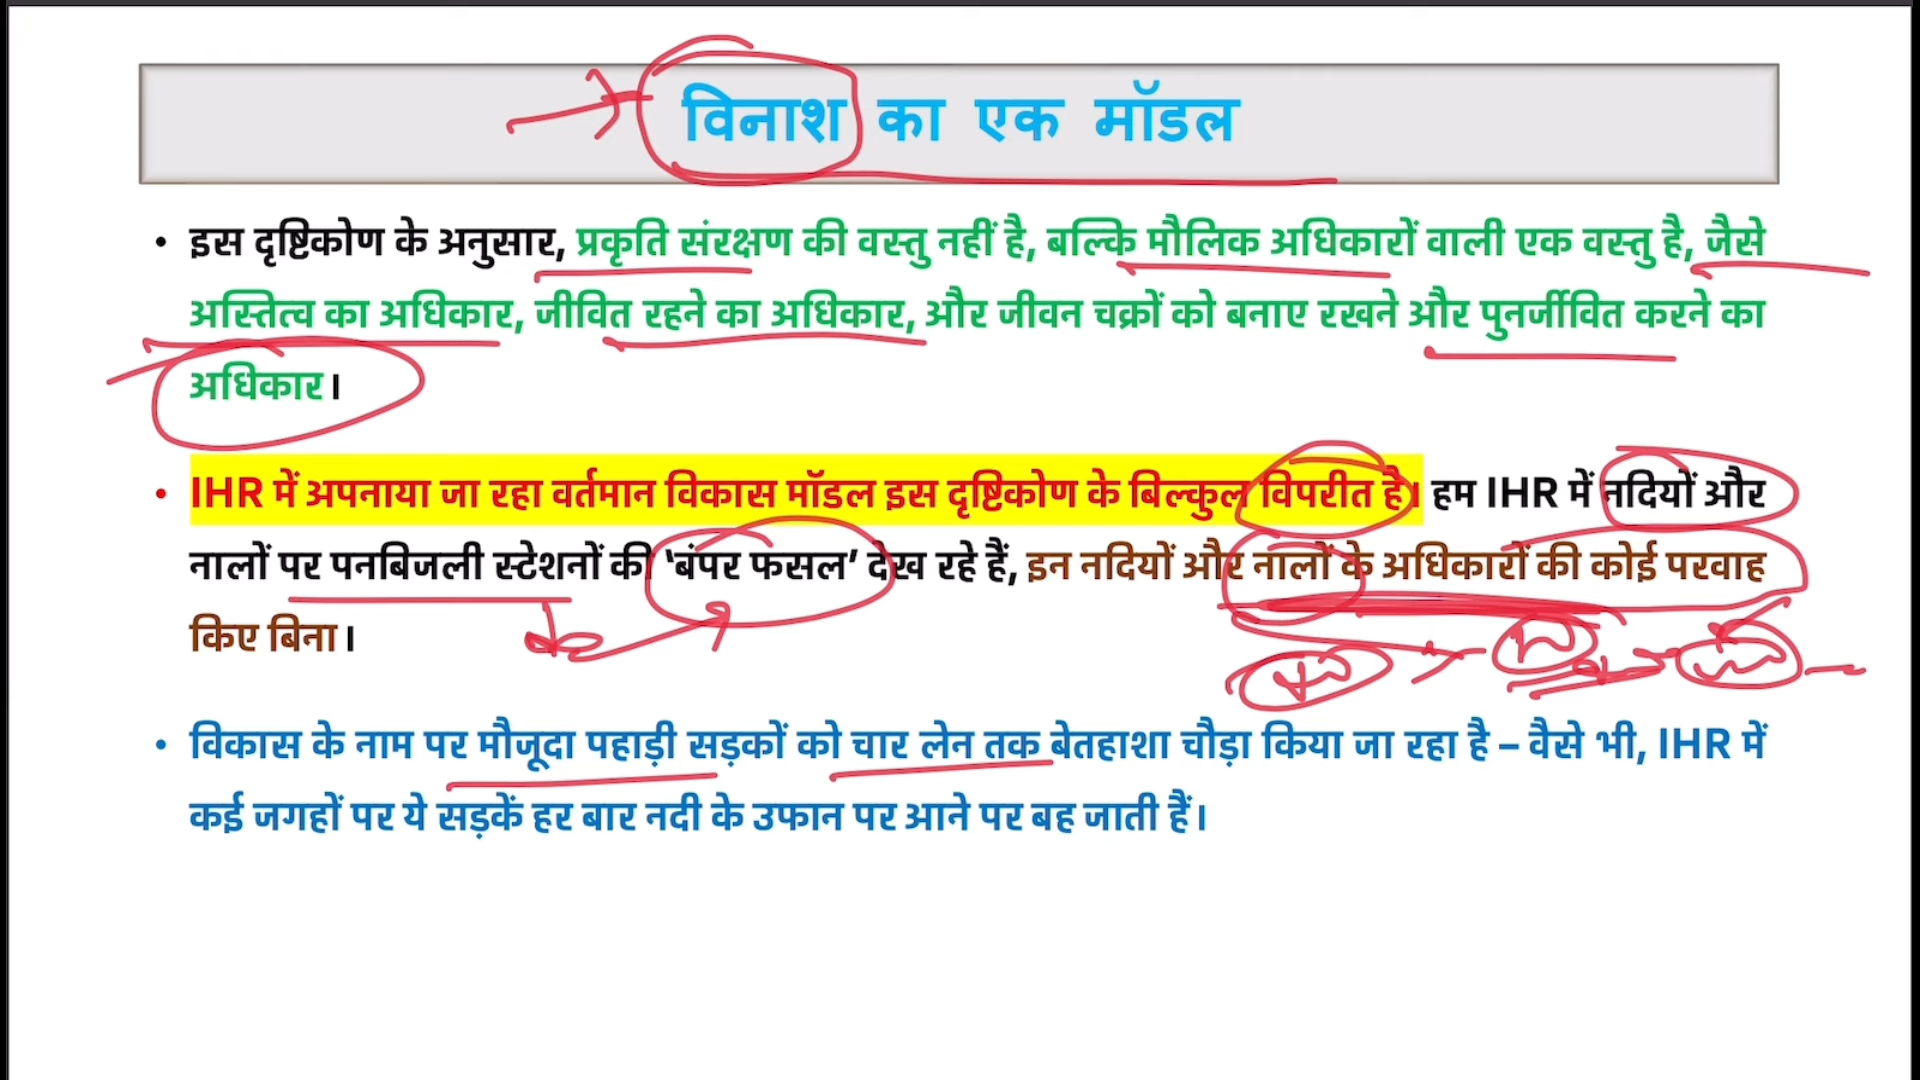 विनाश का एक मॉडल
• इस दृष्टिकोण के अनुसार, प्रकृति संरक्षण की वस्तु नहीं है, बल्कि मौलिक अधिकारों वाली एक वस्तु है, जैसे
अस्तित्व का अधिकार, जीवित रहने का अधिकार, और जीवन चक्रों को बनाए रखने और पुनर्जीवित करने का
अधिकार।
• IHR में अपनाया जा रहा वर्तमान विकास मॉडल इस दृष्टिकोण के बिल्कुल विपरीत है। हम IHR में नदियों और
नालों पर पनबिजली स्टेशनों की 'बंपर फसल' देख रहे हैं, इन नदियों और नालों के अधिकारों की कोई परवाह
किए बिना।
• विकास के नाम पर मौजूदा पहाड़ी सड़कों को चार लेन तक बेतहाशा चौड़ा किया जा रहा है – वैसे भी, IHR में
कई जगहों पर ये सड़कें हर बार नदी के उफान पर आने पर बह जाती हैं।